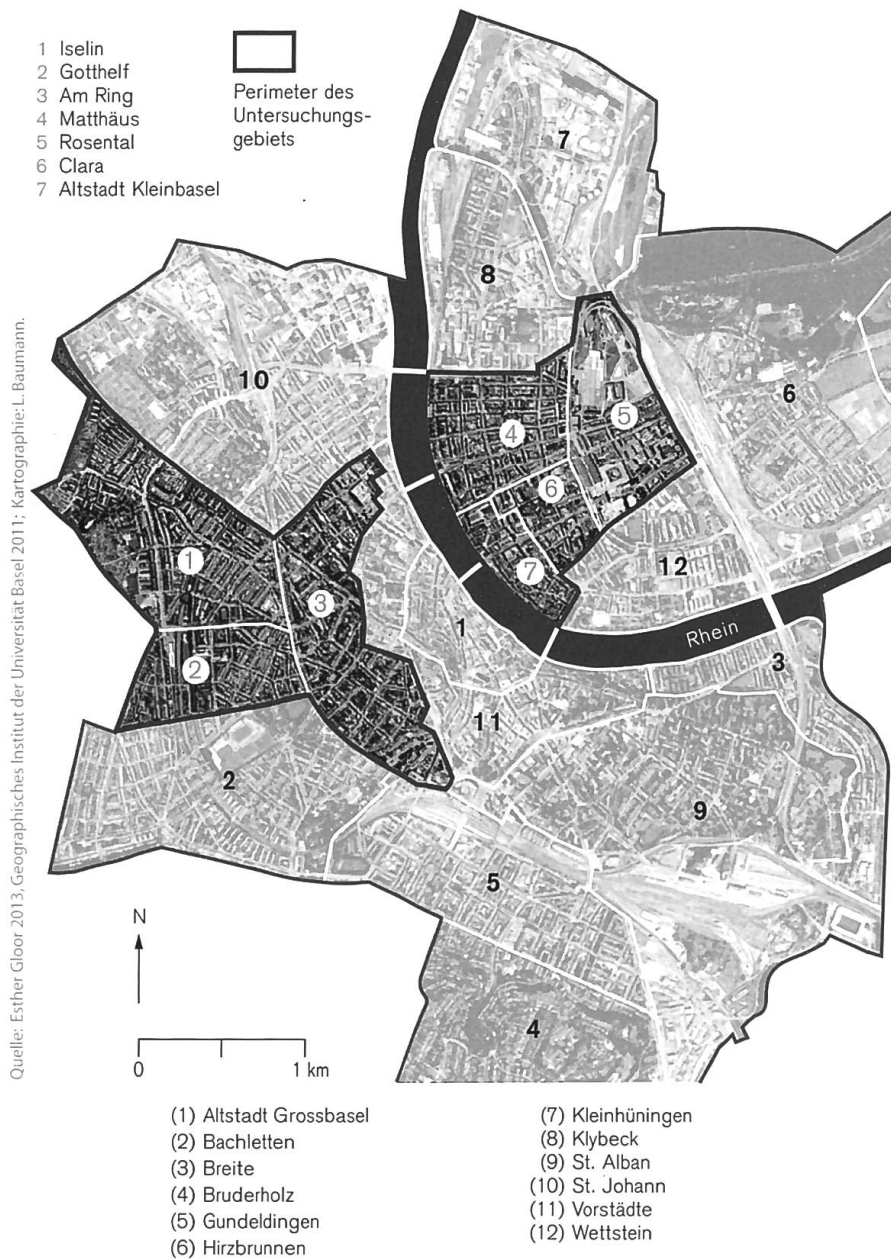 1 Iselin
2 Gotthelf
3 Am Ring
4 Matthäus
5 Rosental
6 Clara
7 Altstadt Kleinbasel
Perimeter des
Untersuchungs-
gebiets
7
8
10
6
4
5
6
7
12
1
3
2
1
Rhein
3
11
2
9
5
4
N
0 1 km
Quelle: Esther Gloor 2013, Geographisches Institut der Universität Basel 2011; Kartographie: L. Baumann.
(1) Altstadt Grossbasel
(2) Bachletten
(3) Breite
(4) Bruderholz
(5) Gundeldingen
(6) Hirzbrunnen
(7) Kleinhüningen
(8) Klybeck
(9) St. Alban
(10) St. Johann
(11) Vorstädte
(12) Wettstein